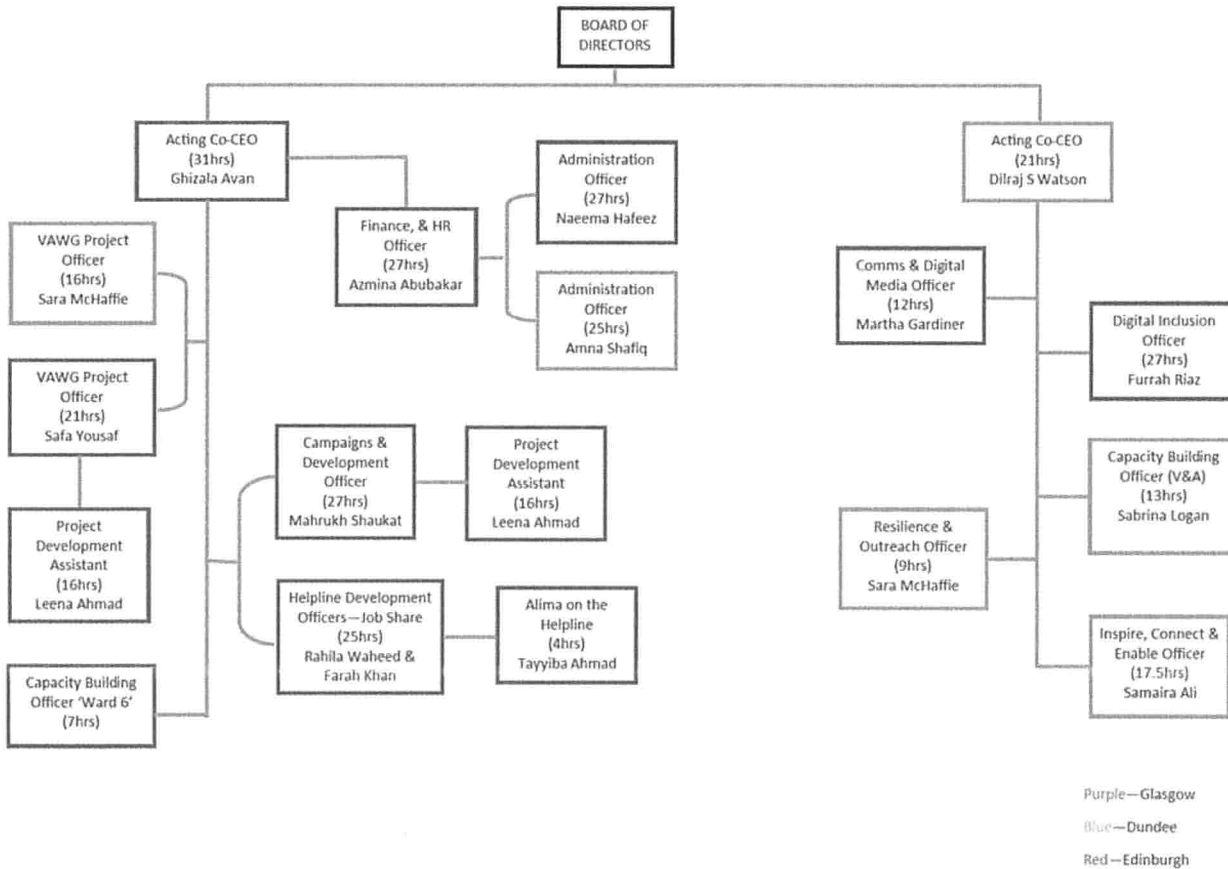 BOARD OF
DIRECTORS
Acting Co-CEO
(31hrs)
Ghizala Avan
Acting Co-CEO
(21hrs)
Dilraj S Watson
Finance, & HR
Officer
(27hrs)
Azmina Abubakar
Administration
Officer
(27hrs)
Naeema Hafeez
Administration
Officer
(25hrs)
Amna Shafiq
VAWG Project
Officer
(16hrs)
Sara McHaffie
VAWG Project
Officer
(21hrs)
Safa Yousaf
Project
Development
Assistant
(16hrs)
Leena Ahmad
Capacity Building
Officer 'Ward 6'
(7hrs)
Campaigns &
Development
Officer
(27hrs)
Mahrukh Shaukat
Project
Development
Assistant
(16hrs)
Leena Ahmad
Helpline Development
Officers—Job Share
(25hrs)
Rahila Waheed &
Farah Khan
Alima on the
Helpline
(4hrs)
Tayyiba Ahmad
Comms & Digital
Media Officer
(12hrs)
Martha Gardiner
Digital Inclusion
Officer
(27hrs)
Furrah Riaz
Capacity Building
Officer (V&A)
(13hrs)
Sabrina Logan
Resilience &
Outreach Officer
(9hrs)
Sara McHaffie
Inspire, Connect &
Enable Officer
(17.5hrs)
Samaira Ali
Purple—Glasgow
Blue—Dundee
Red—Edinburgh